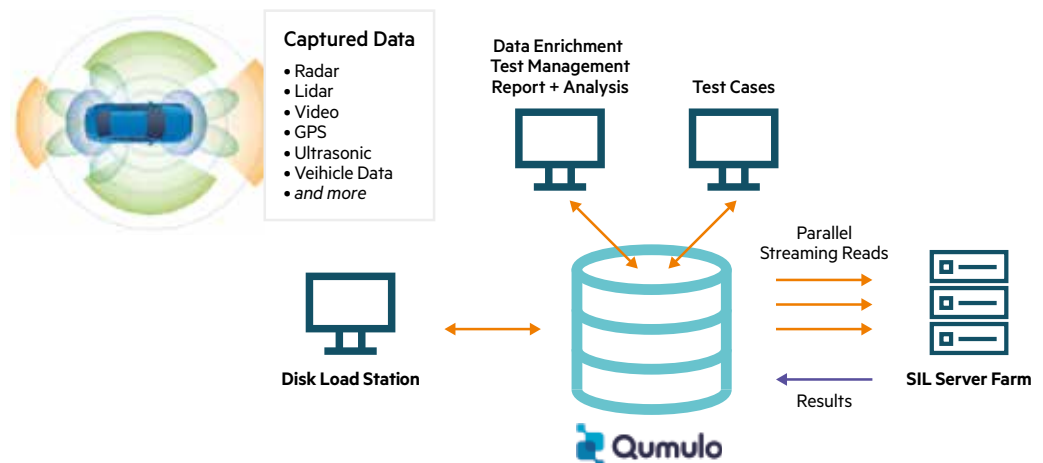 Captured Data
• Radar
• Lidar
• Video
• GPS
• Ultrasonic
• Veihicle Data
• and more
Data Enrichment
Test Management
Report + Analysis
Test Cases
Parallel
Streaming Reads
Disk Load Station
SIL Server Farm
Results
Qumulo